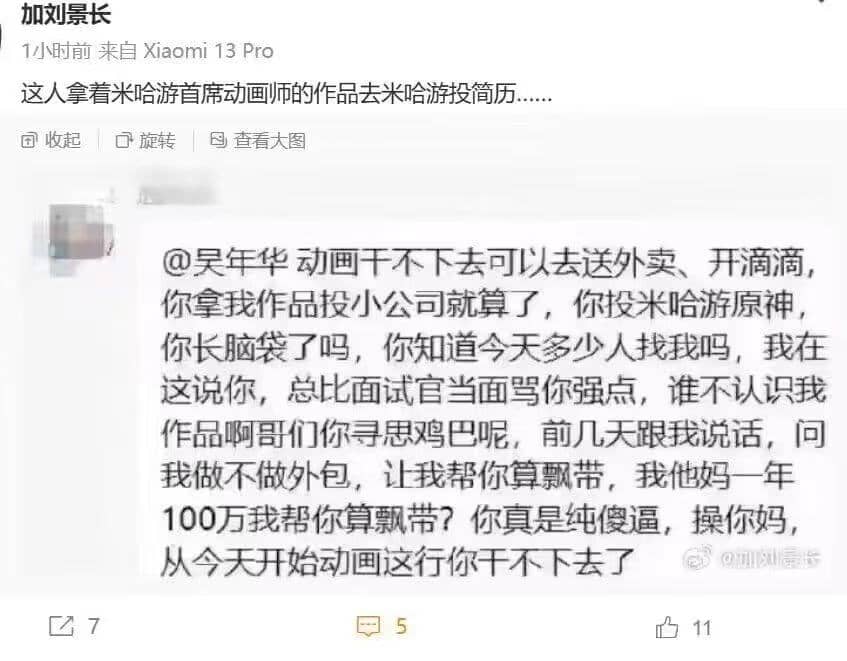 加刘景长
1小时前 来自 Xiaomi 13 Pro
这人拿着米哈游首席动画师的作品去米哈游投简历......
收起 旋转 查看大图
@吴年华 动画干不下去可以去送外卖、开滴滴，
你拿我作品投小公司就算了，你投米哈游原神，
你长脑袋了吗，你知道今天多少人找我吗，我在
这说你，总比面试官当面骂你强点，谁不认识我
作品啊哥们你寻思鸡巴呢，前几天跟我说话，问
我做不做外包，让我帮你算飘带，我他妈一年
100万我帮你算飘带？你真是纯傻逼，操你妈，
从今天开始动画这行你干不下去了
@加刘景长
7 5 11